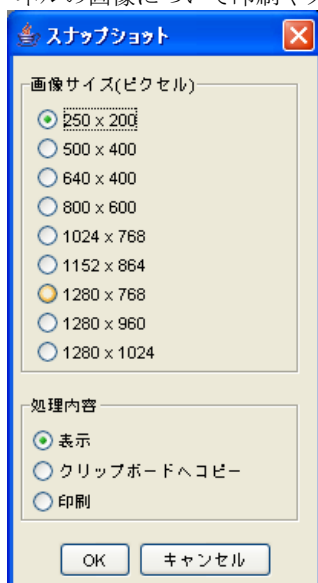 スナップショット
画像サイズ(ピクセル)
250 x 200
500 x 400
640 x 400
800 x 600
1024 x 768
1152 x 864
1280 x 768
1280 x 960
1280 x 1024
処理内容
表示
クリップボードへコピー
印刷
OK
キャンセル